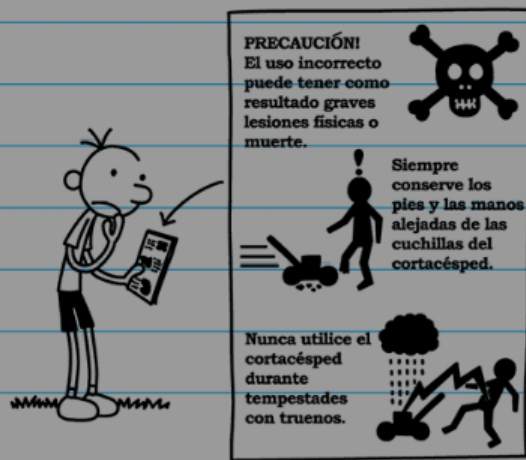 PRECAUCIÓN!
El uso incorrecto
puede tener como
resultado graves
lesiones físicas o
muerte.
Siempre
conserve los
pies y las manos
alejadas de las
cuchillas del
cortacésped.
Nunca utilice el
cortacésped
durante
tempestades
con truenos.